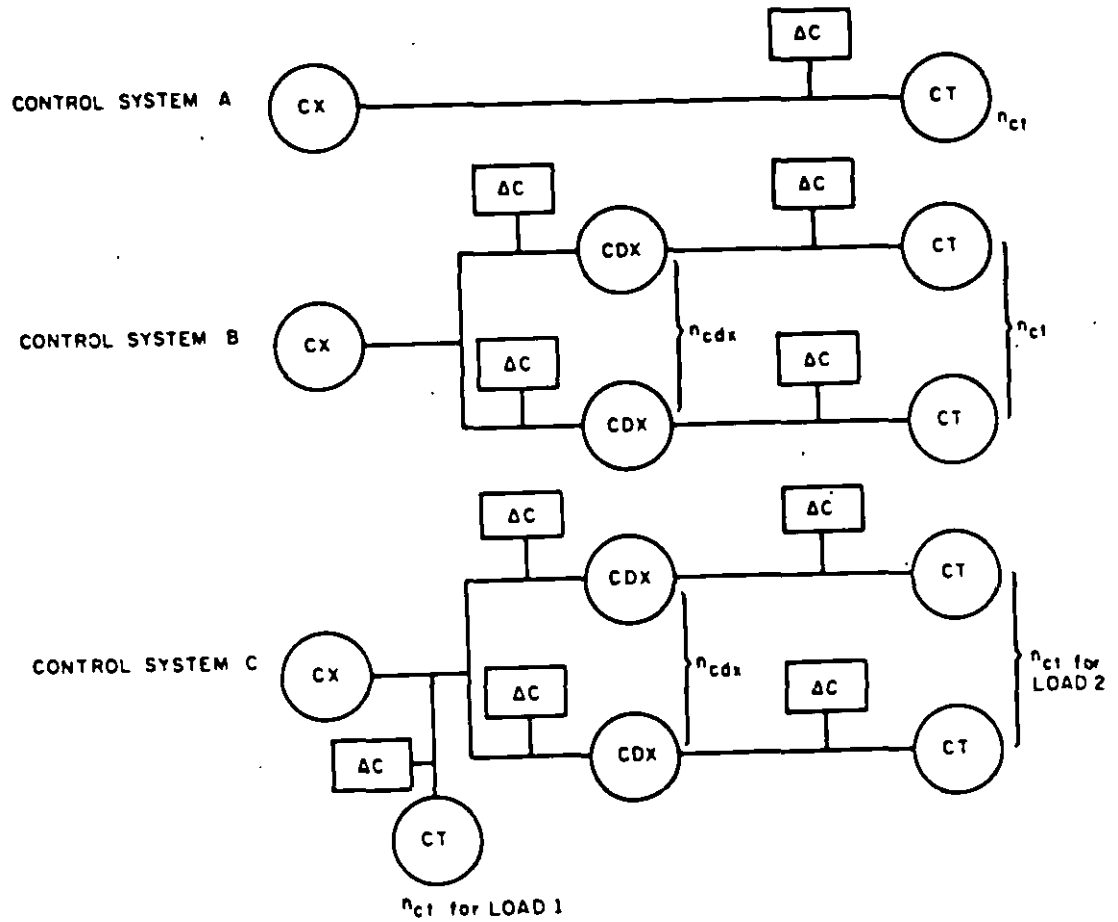 ΔC
CONTROL SYSTEM A
CX
CT
n_ct
ΔC
ΔC
CDX
CT
CONTROL SYSTEM B
CX
n_cdx
n_ct
ΔC
ΔC
CDX
CT
ΔC
ΔC
CDX
CT
CONTROL SYSTEM C
CX
n_cdx
n_ct for
LOAD 2
ΔC
ΔC
ΔC
CDX
CT
CT
n_ct for LOAD 1